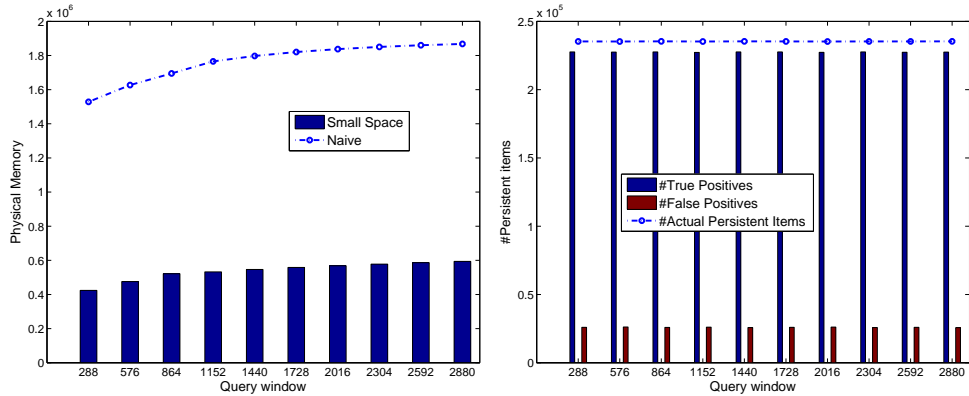 x 10^6
2
1.8
1.6
1.4
1.2
1
0.8
0.6
0.4
0.2
0
Physical Memory
Small Space
Naive
288 576 864 1152 1440 1728 2016 2304 2592 2880
Query window
x 10^5
2.5
2
1.5
1
0.5
0
#Persistent items
#True Positives
#False Positives
#Actual Persistent Items
288 576 864 1152 1440 1728 2016 2304 2592 2880
Query window